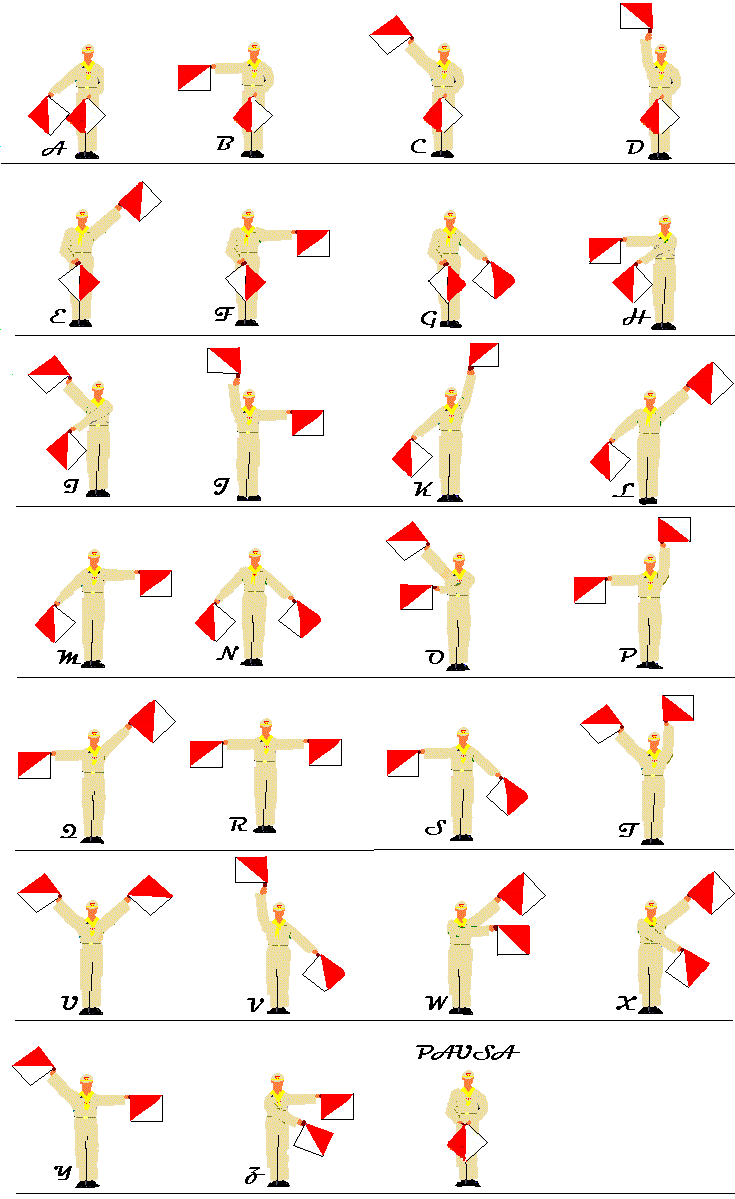 A B C D
E F G H
I J K L
M N O P
Q R S T
U V W X
PAUSA
Y Z